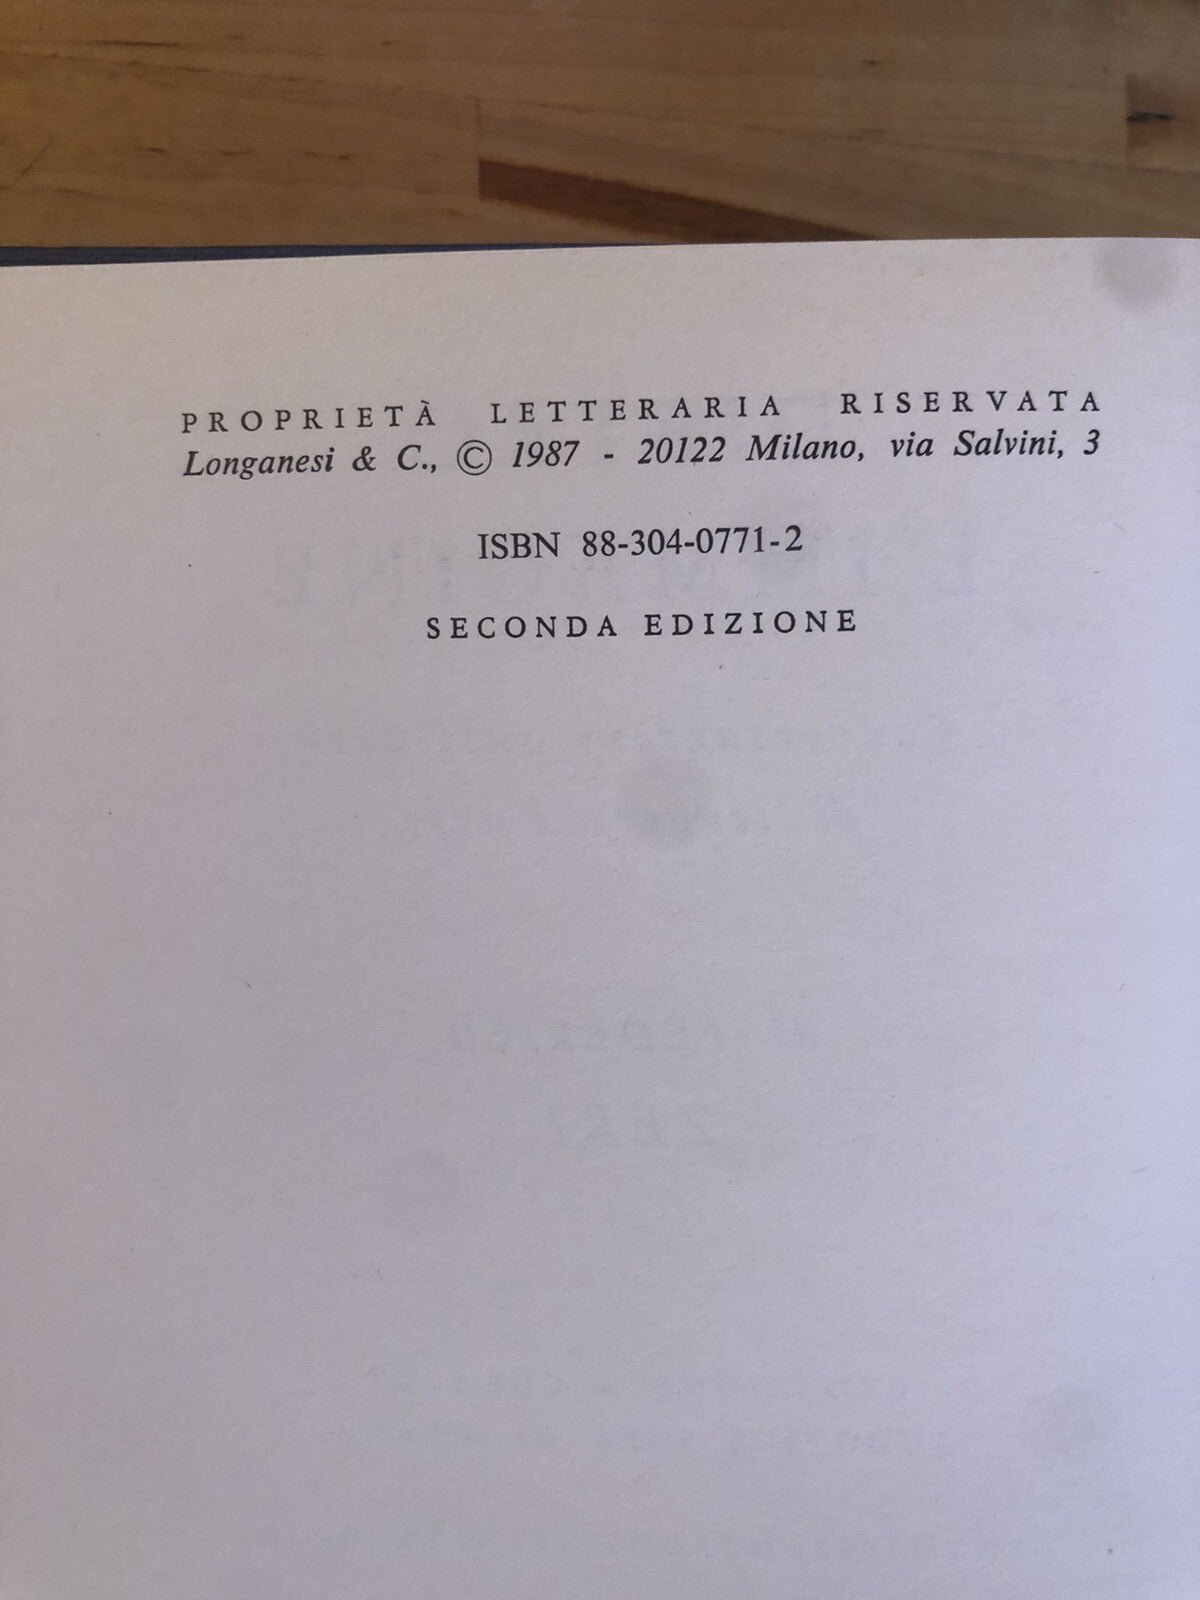 PROPRIETÀ LETTERARIA RISERVATA
Longanesi & C., © 1987 - 20122 Milano, via Salvini, 3
ISBN 88-304-0771-2
SECONDA EDIZIONE